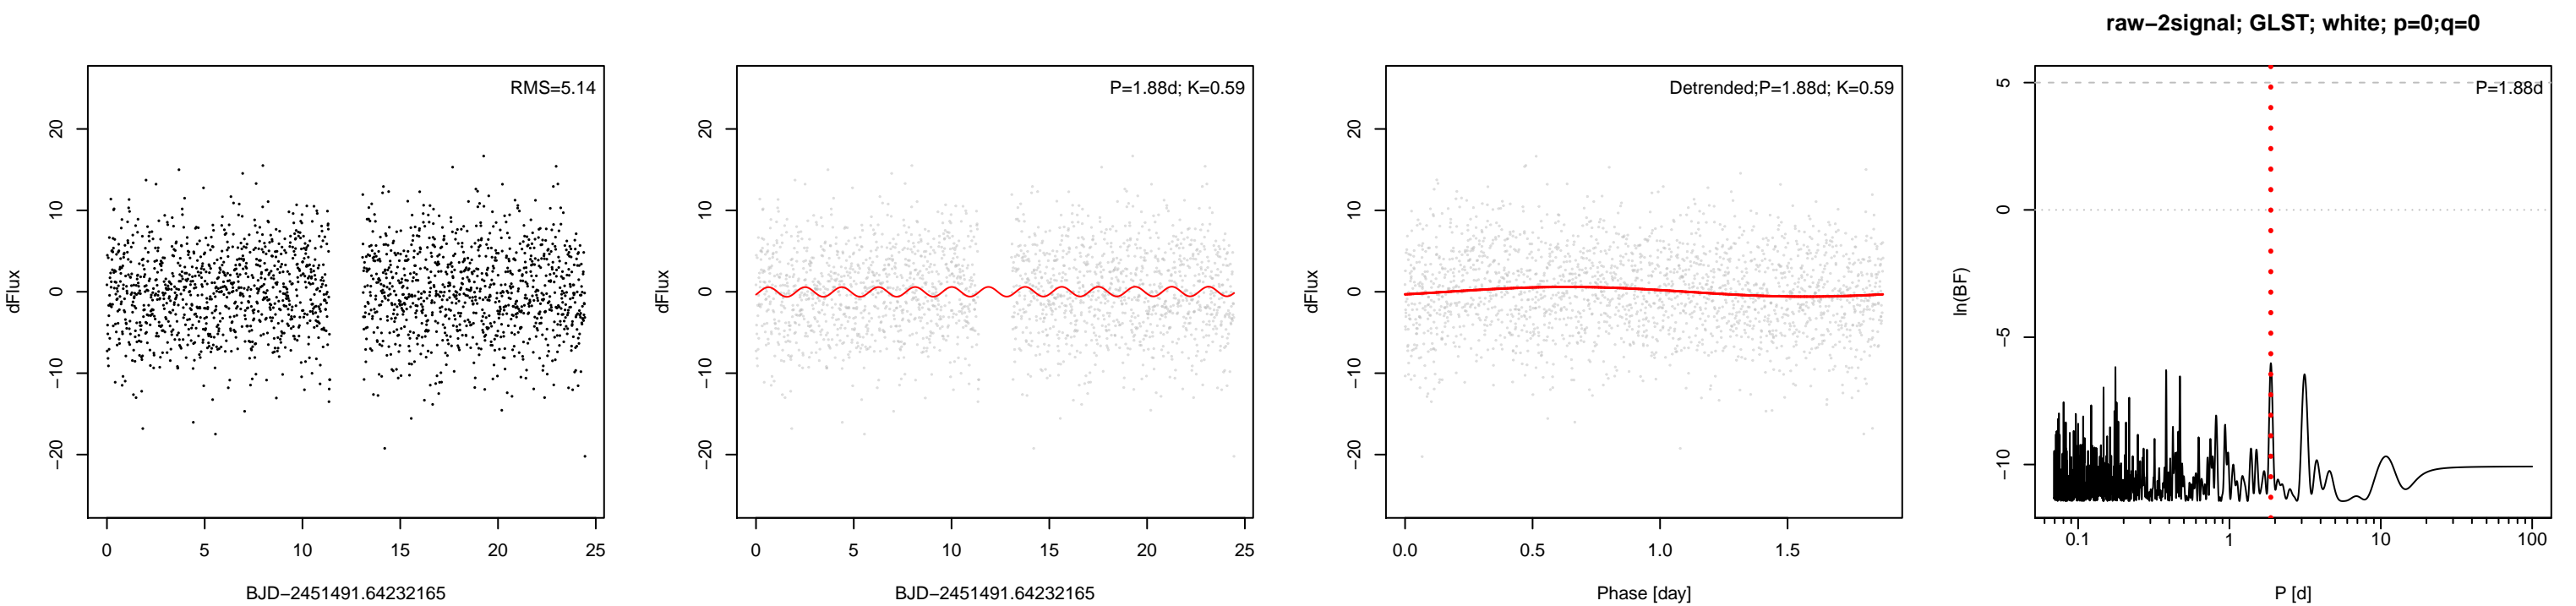 raw−2signal; GLST; white; p=0;q=0
RMS=5.14
dFlux
20
10
0
−10
−20
0 5 10 15 20 25
BJD−2451491.64232165
P=1.88d; K=0.59
dFlux
20
10
0
−10
−20
0 5 10 15 20 25
BJD−2451491.64232165
Detrended;P=1.88d; K=0.59
dFlux
20
10
0
−10
−20
0.0 0.5 1.0 1.5
Phase [day]
P=1.88d
ln(BF)
5
0
−5
−10
0.1 1 10 100
P [d]